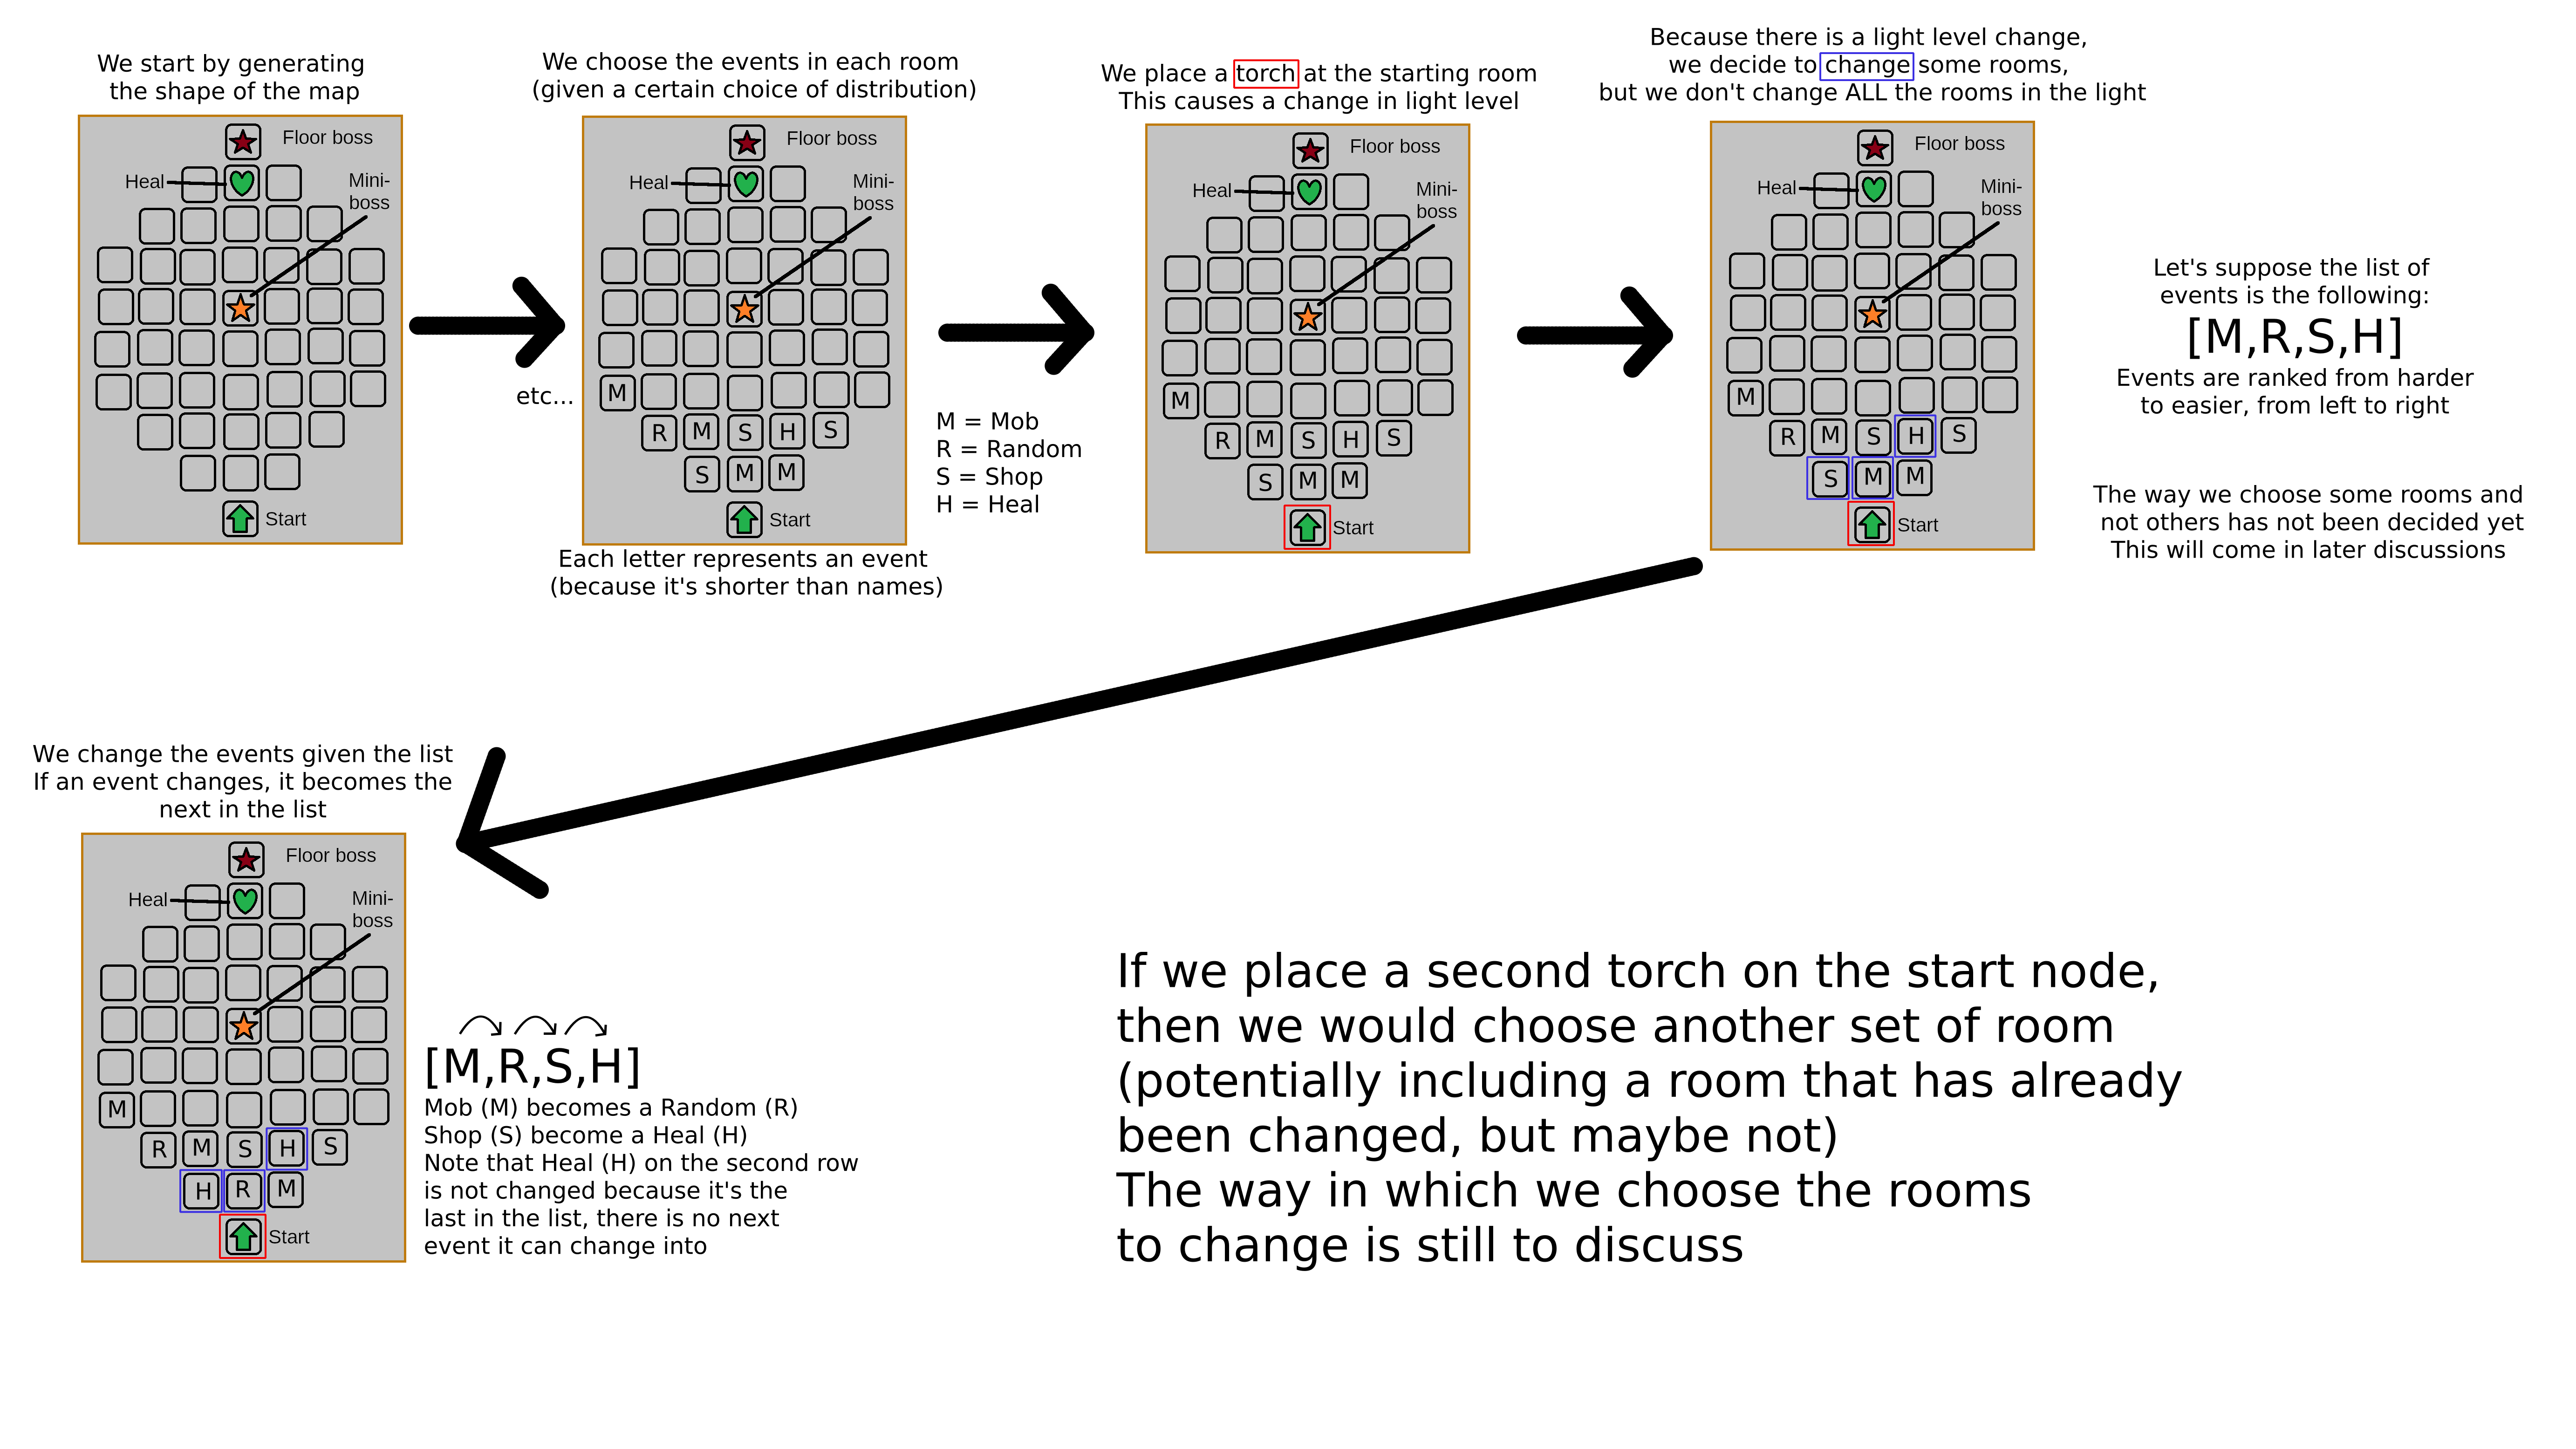 We start by generating
the shape of the map
Floor boss
Heal
Mini-
boss
Start
etc...
We choose the events in each room
(given a certain choice of distribution)
Floor boss
Heal
Mini-
boss
M
R M S H S
S M M
Start
Each letter represents an event
(because it's shorter than names)
M = Mob
R = Random
S = Shop
H = Heal
We place a torch at the starting room
This causes a change in light level
Floor boss
Heal
Mini-
boss
M
R M S H S
S M M
Start
Because there is a light level change,
we decide to change some rooms,
but we don't change ALL the rooms in the light
Floor boss
Heal
Mini-
boss
M
R M S H S
S M M
Start
Let's suppose the list of
events is the following:
[M,R,S,H]
Events are ranked from harder
to easier, from left to right
The way we choose some rooms and
not others has not been decided yet
This will come in later discussions
We change the events given the list
If an event changes, it becomes the
next in the list
Floor boss
Heal
Mini-
boss
M
R M S H S
H R M
Start
[M,R,S,H]
Mob (M) becomes a Random (R)
Shop (S) become a Heal (H)
Note that Heal (H) on the second row
is not changed because it's the
last in the list, there is no next
event it can change into
If we place a second torch on the start node,
then we would choose another set of room
(potentially including a room that has already
been changed, but maybe not)
The way in which we choose the rooms
to change is still to discuss